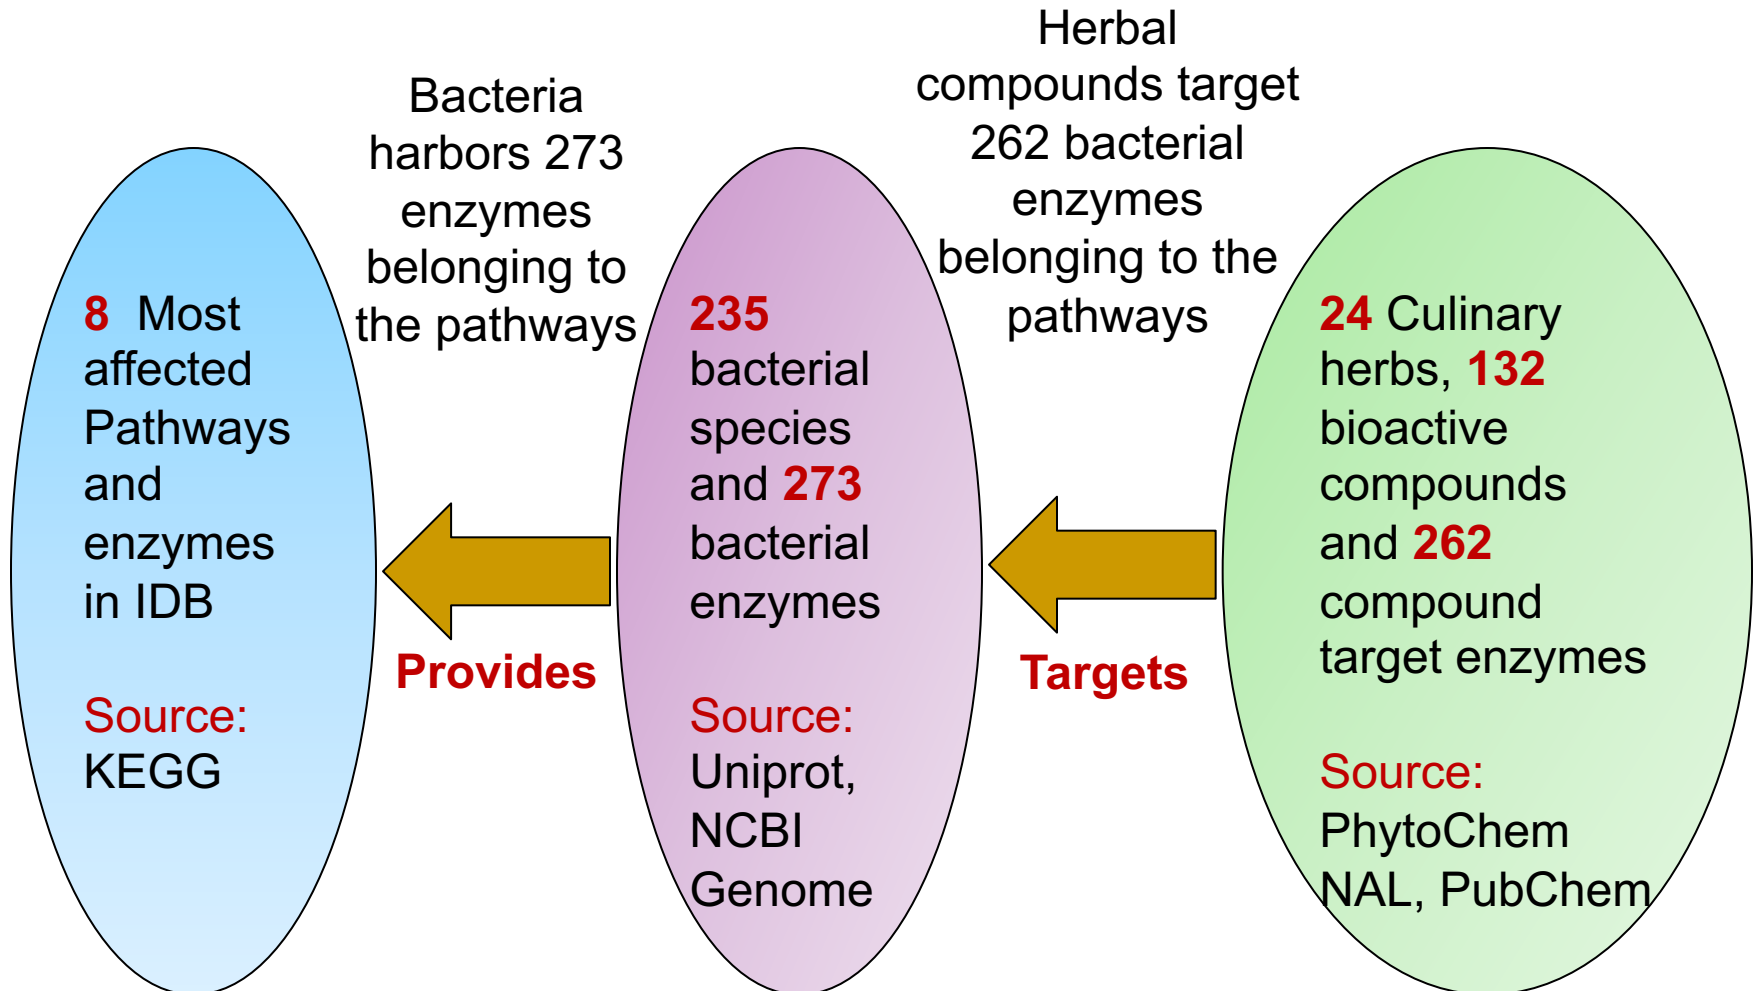 8 Most
affected
Pathways
and
enzymes
in IDB
Source:
KEGG
Bacteria
harbors 273
enzymes
belonging to
the pathways
Provides
235
bacterial
species
and 273
bacterial
enzymes
Source:
Uniprot,
NCBI
Genome
Herbal
compounds target
262 bacterial
enzymes
belonging to the
pathways
Targets
24 Culinary
herbs, 132
bioactive
compounds
and 262
compound
target enzymes
Source:
PhytoChem
NAL, PubChem